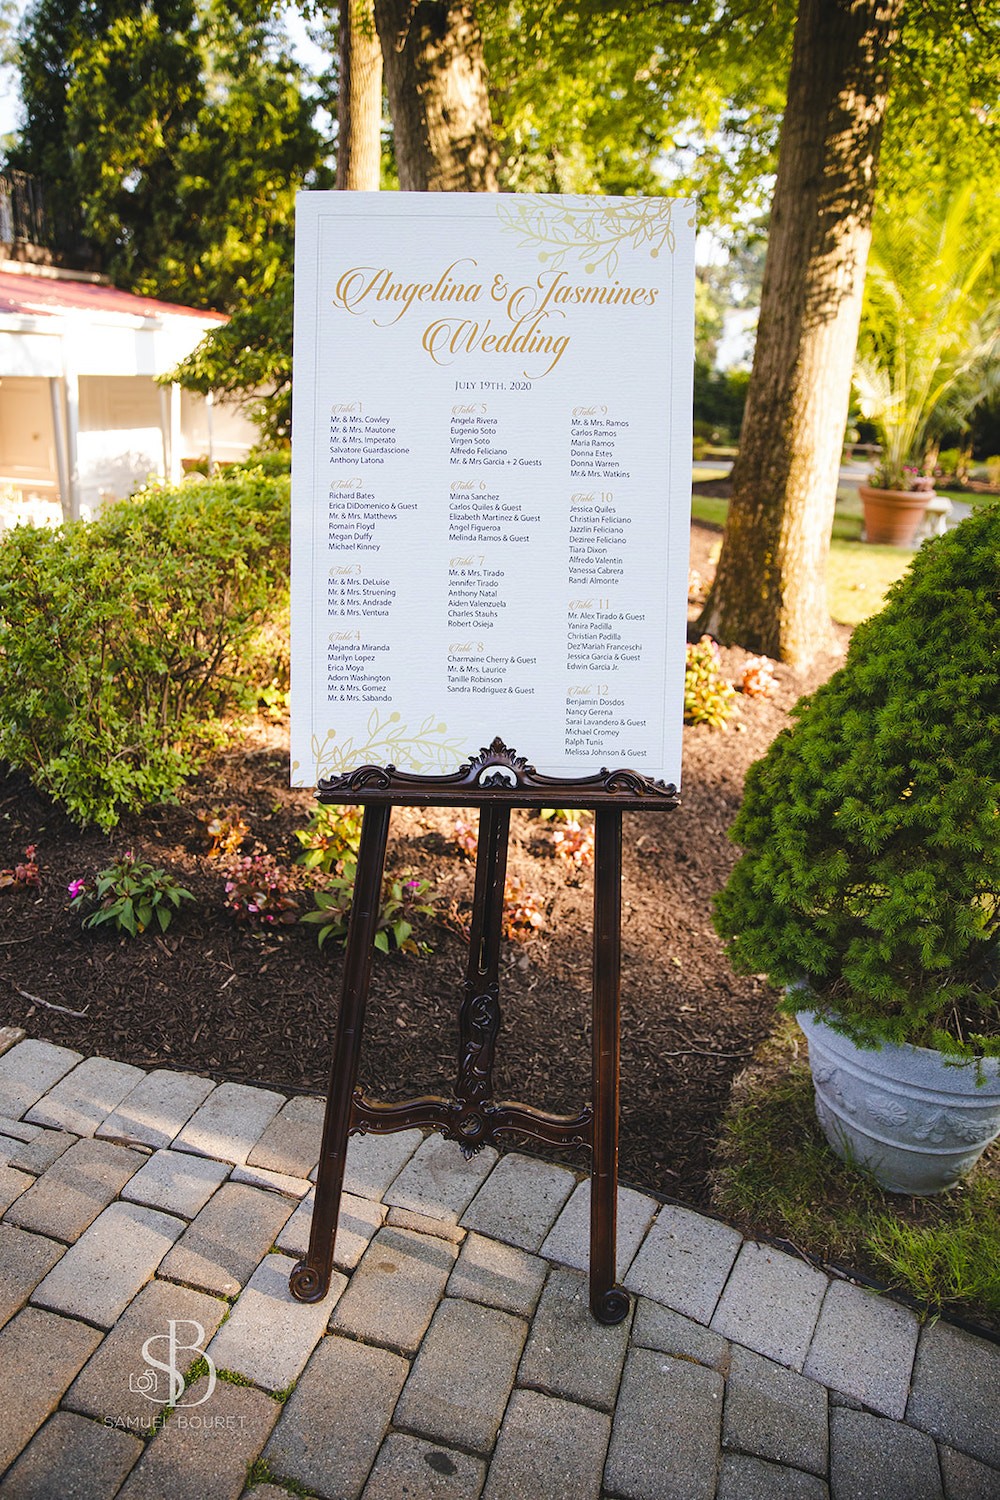 Angelina & Jasmines
Wedding
JULY 19TH, 2020
Table 1
Mr. & Mrs. Cowley
Mr. & Mrs. Mautone
Mr. & Mrs. Imperato
Salvatore Guardascione
Anthony Latona
Table 2
Richard Bates
Erica DiDomenico & Guest
Mr. & Mrs. Matthews
Romain Floyd
Megan Duffy
Michael Kinney
Table 3
Mr. & Mrs. DeLuise
Mr. & Mrs. Struening
Mr. & Mrs. Andrade
Mr. & Mrs. Ventura
Table 4
Alejandra Miranda
Marilyn Lopez
Erica Moya
Adorn Washington
Mr. & Mrs. Gomez
Mr. & Mrs. Sabando
Table 5
Angela Rivera
Eugenio Soto
Virgen Soto
Alfredo Feliciano
Mr. & Mrs Garcia + 2 Guests
Table 6
Mirna Sanchez
Carlos Quiles & Guest
Elizabeth Martinez & Guest
Angel Figueroa
Melinda Ramos & Guest
Table 7
Mr. & Mrs. Tirado
Jennifer Tirado
Anthony Natal
Aiden Valenzuela
Charles Stauhs
Robert Osieja
Table 8
Charmaine Cherry & Guest
Mr. & Mrs. Laurice
Tanille Robinson
Sandra Rodriguez & Guest
Table 9
Mr. & Mrs. Ramos
Carlos Ramos
Maria Ramos
Donna Estes
Donna Warren
Mr. & Mrs. Watkins
Table 10
Jessica Quiles
Christian Feliciano
Jazzlin Feliciano
Deziree Feliciano
Tiara Dixon
Alfredo Valentin
Vanessa Cabrera
Randi Almonte
Table 11
Mr. Alex Tirado & Guest
Yanira Padilla
Christian Padilla
Dez'Mariah Franceschi
Jessica Garcia & Guest
Edwin Garcia Jr.
Table 12
Benjamin Dosdos
Nancy Gerena
Sarai Lavandero & Guest
Michael Cromey
Ralph Tunis
Melissa Johnson & Guest
SB
SAMUEL BOURET